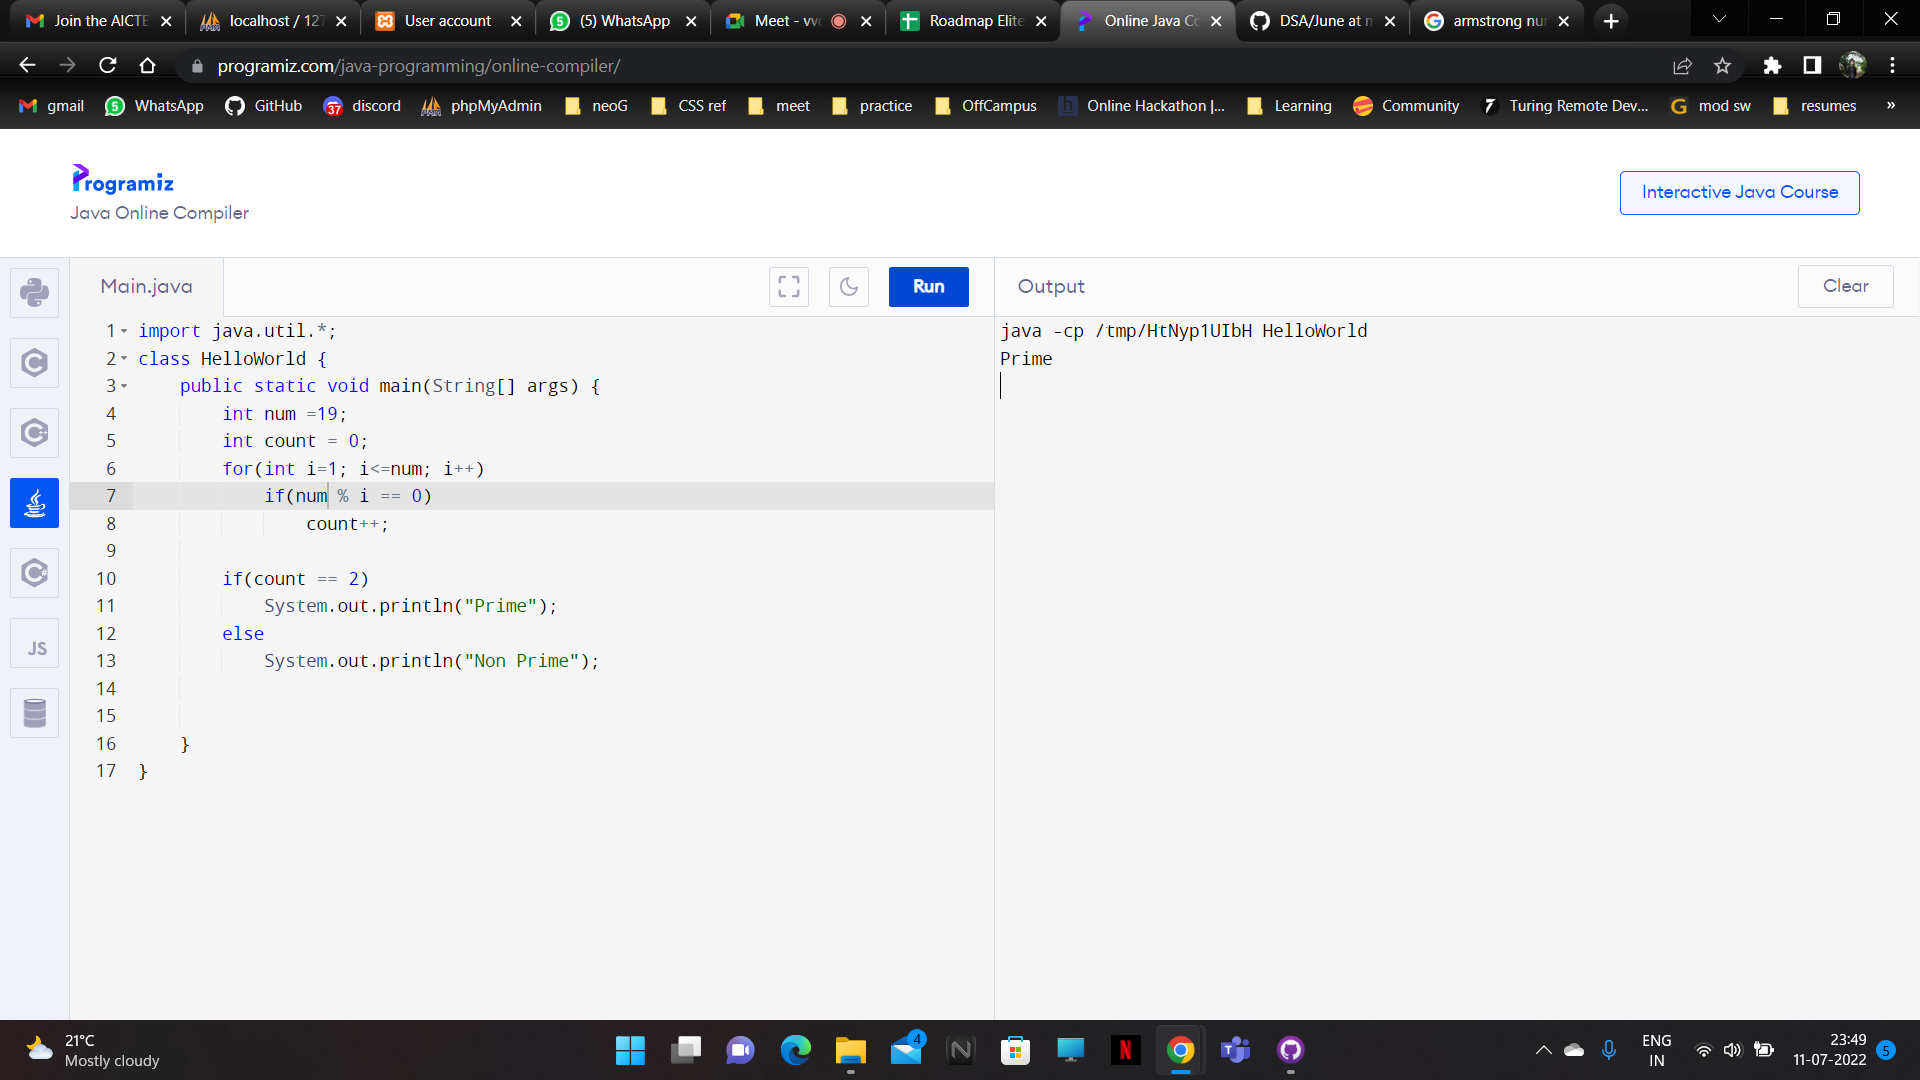 Join the AICTE
localhost / 127
User account
(5) WhatsApp
Meet - vvc
Roadmap Elite
Online Java Co
DSA/June at m
armstrong nu
programiz.com/java-programming/online-compiler/
gmail
WhatsApp
GitHub
37 discord
phpMyAdmin
neoG
CSS ref
meet
practice
OffCampus
h Online Hackathon |...
Learning
Community
Turing Remote Dev...
G mod sw
resumes
»
Programiz
Java Online Compiler
Interactive Java Course
Main.java
Run
Output
Clear
1 import java.util.*;
2 class HelloWorld {
3 public static void main(String[] args) {
4 int num =19;
5 int count = 0;
6 for(int i=1; i<=num; i++)
7 if(num % i == 0)
8 count++;
9
10 if(count == 2)
11 System.out.println("Prime");
12 else
13 System.out.println("Non Prime");
14
15
16 }
17 }
java -cp /tmp/HtNyp1UIbH HelloWorld
Prime
JS
21°C
Mostly cloudy
4
N
ENG
IN
23:49
11-07-2022
5